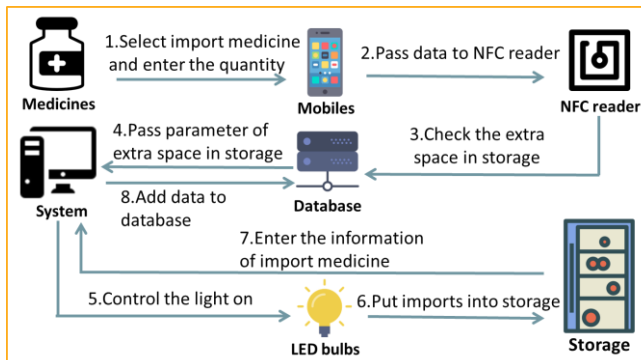 1.Select import medicine
and enter the quantity
2.Pass data to NFC reader
Medicines
Mobiles
NFC reader
4.Pass parameter of
extra space in storage
3.Check the extra
space in storage
System
8.Add data to
database
Database
7.Enter the information
of import medicine
5.Control the light on
6.Put imports into storage
LED bulbs
Storage